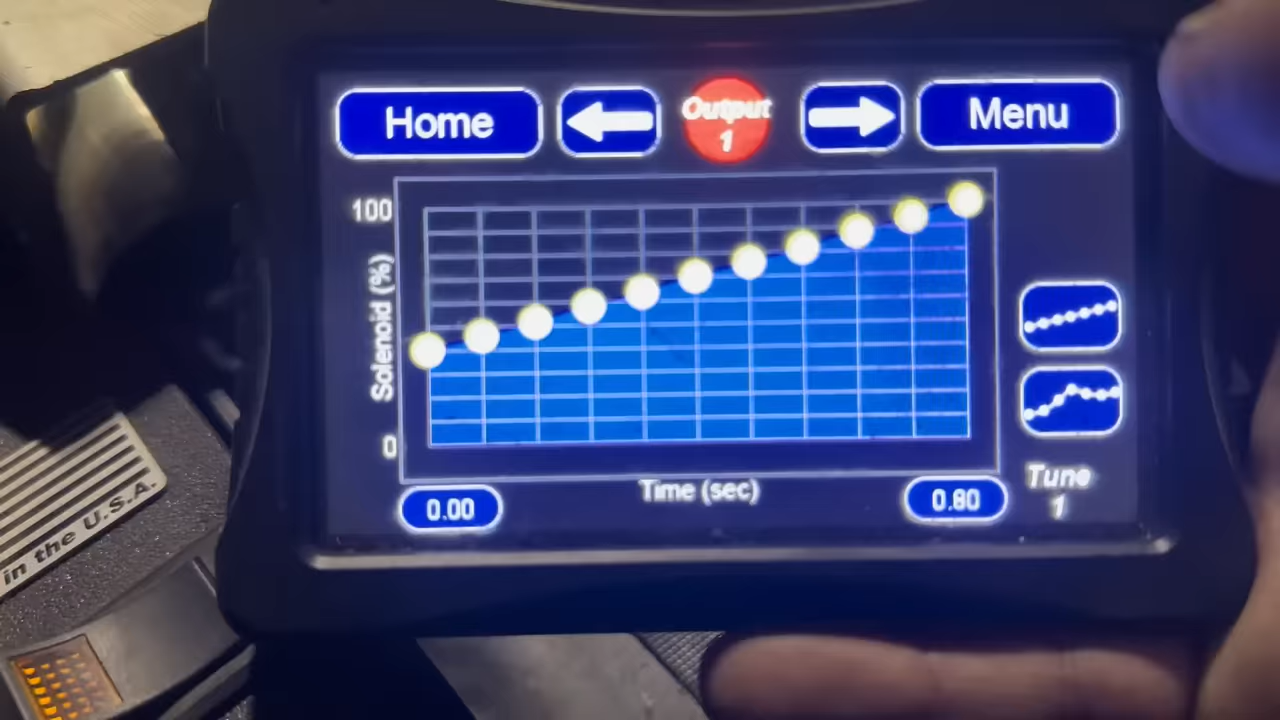 Home
Output
1
Menu
100
Solenoid (%)
0
Time (sec)
0.00
0.80
Tune
1
in the U.S.A.